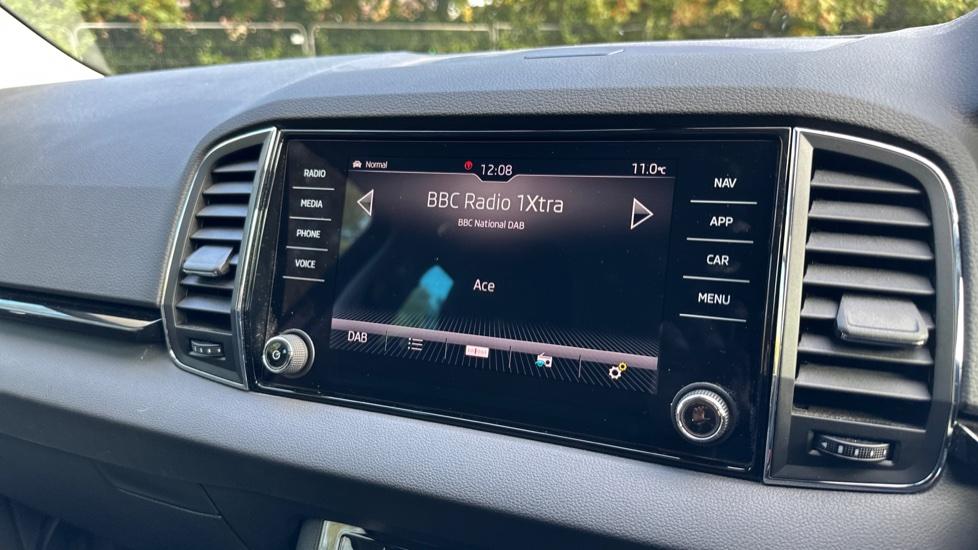 RADIO
MEDIA
PHONE
VOICE
Normal
12:08
11.0°C
BBC Radio 1Xtra
BBC National DAB
Ace
DAB
NAV
APP
CAR
MENU